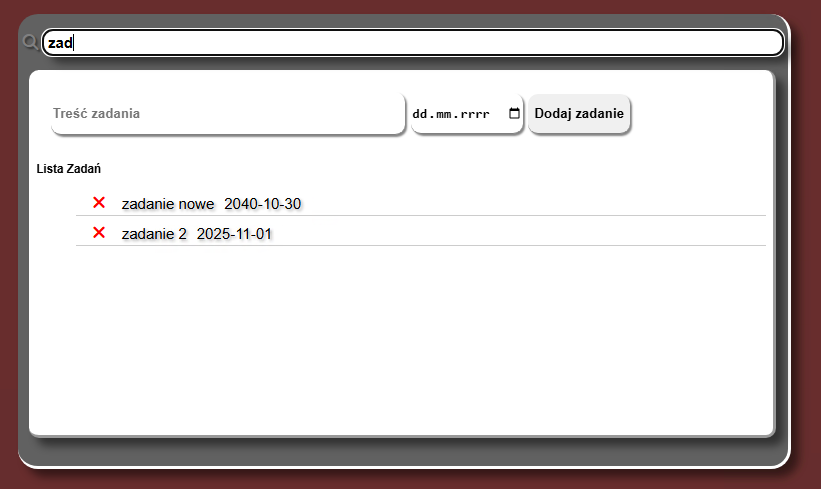 zad
Treść zadania dd.mm.rrrr Dodaj zadanie
Lista Zadań
zadanie nowe 2040-10-30
zadanie 2 2025-11-01